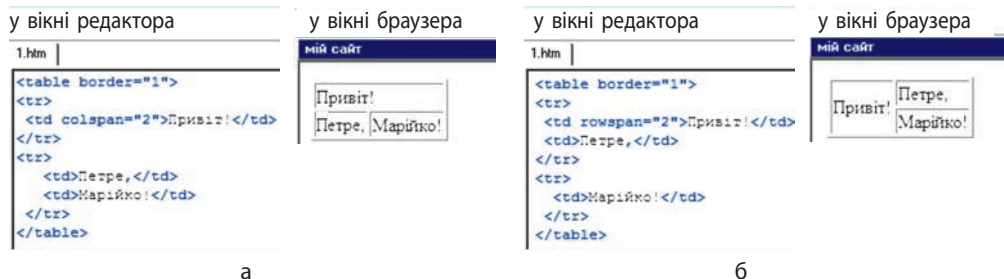 у вікні редактора
1.htm
<table border="1">
<tr>
<td colspan="2">Привіт!</td>
</tr>
<tr>
<td>Петре,</td>
<td>Марійко!</td>
</tr>
</table>
у вікні браузера
мій сайт
Привіт!
Петре, Марійко!
а
у вікні редактора
1.htm
<table border="1">
<tr>
<td rowspan="2">Привіт!</td>
<td>Петре,</td>
</tr>
<tr>
<td>Марійко!</td>
</tr>
</table>
у вікні браузера
мій сайт
Привіт! Петре,
Марійко!
б